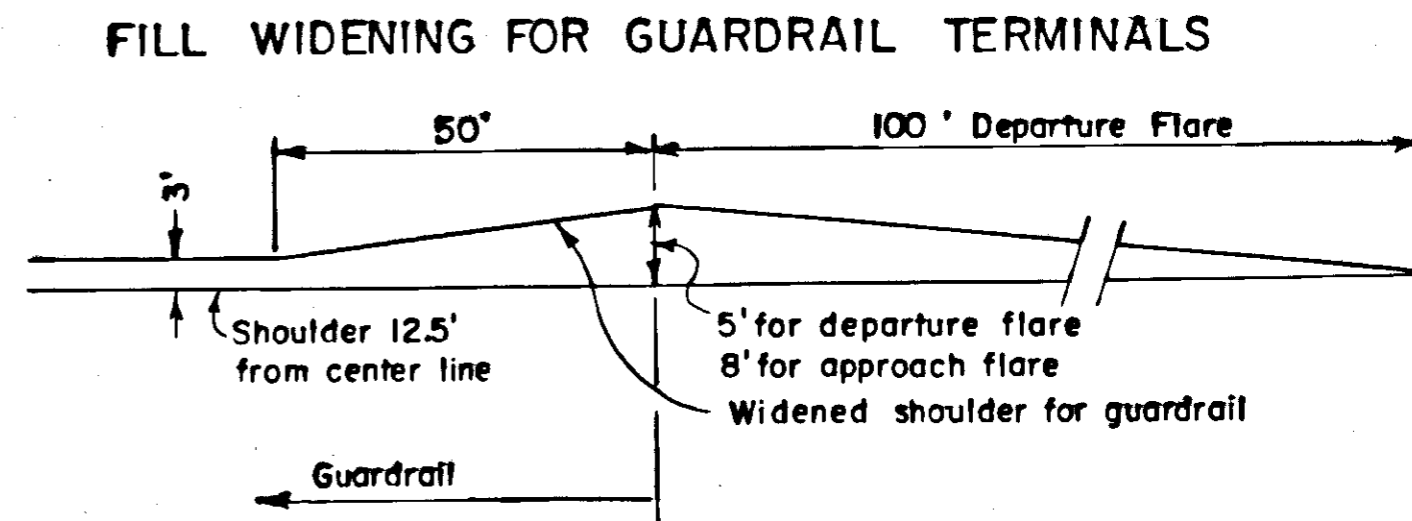 FILL WIDENING FOR GUARDRAIL TERMINALS
50'
100' Departure Flare
3'
Shoulder 12.5'
from center line
5' for departure flare
8' for approach flare
Widened shoulder for guardrail
Guardrail